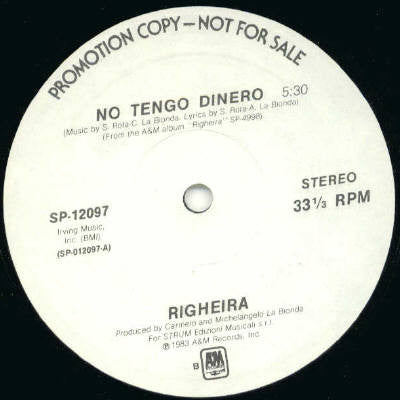 PROMOTION COPY—NOT FOR SALE
NO TENGO DINERO 5:30
(Music by S. Rota-C. La Bionda, Lyrics by S. Rota-A. La Bionda)
(From the A&M album "Righeira" SP-4998)
STEREO
33⅓ RPM
SP-12097
Irving Music,
Inc. (BMI)
(SP-012097-A)
RIGHEIRA
Produced by Carmelo and Michelangelo La Bionda
For STRUM Edizioni Musicali s.r.l.
℗1983 A&M Records, Inc.
B
A&M